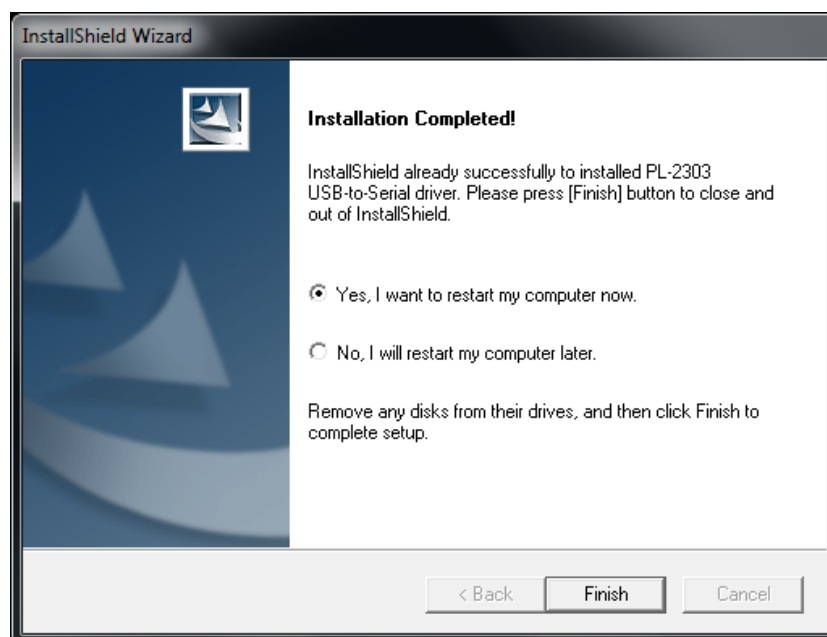 InstallShield Wizard
Installation Completed!
InstallShield already successfully to installed PL-2303
USB-to-Serial driver. Please press [Finish] button to close and
out of InstallShield.
Yes, I want to restart my computer now.
No, I will restart my computer later.
Remove any disks from their drives, and then click Finish to
complete setup.
< Back
Finish
Cancel